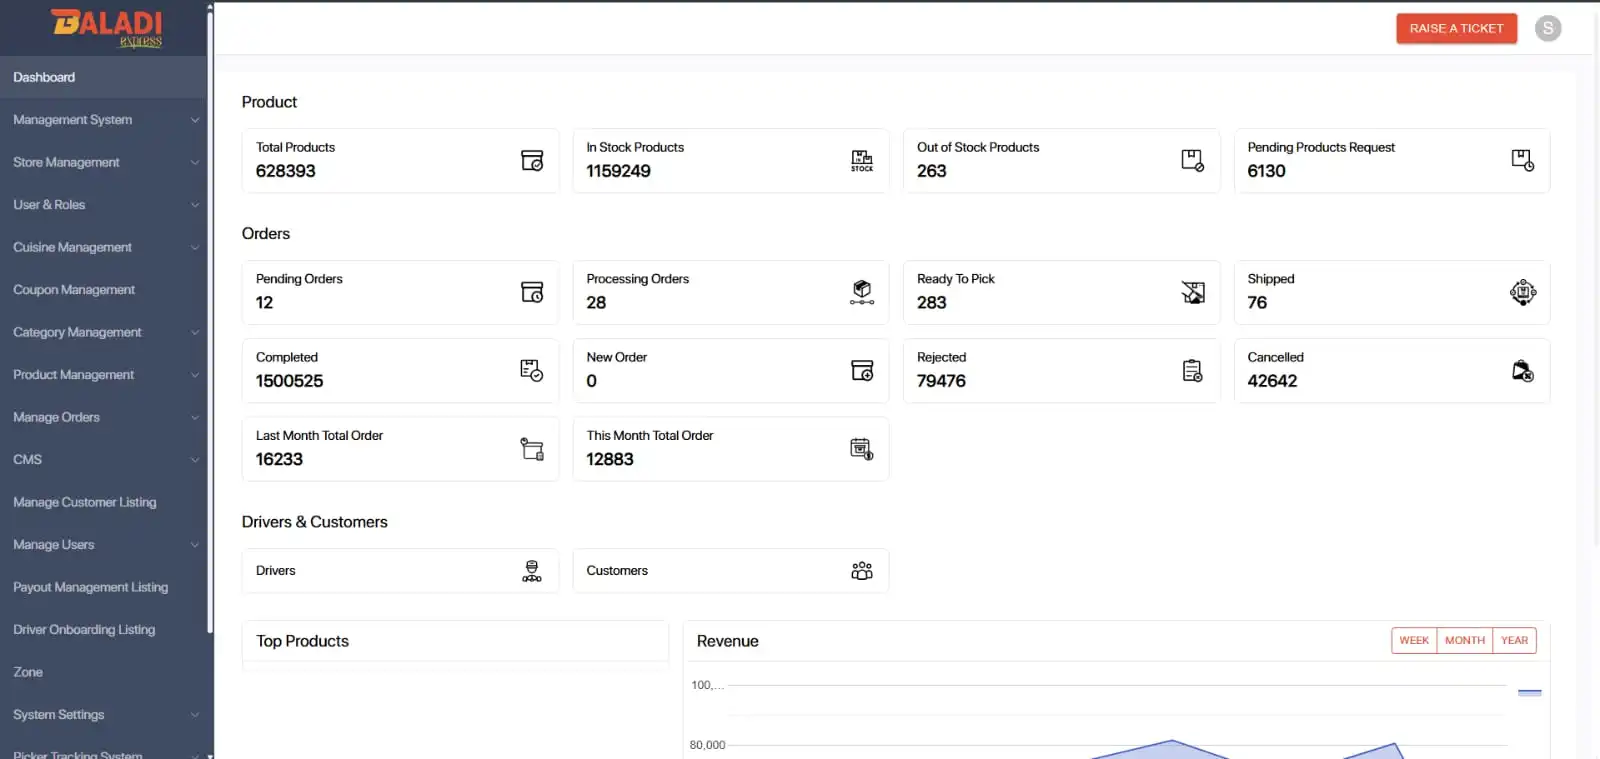 BALADI
express
RAISE A TICKET
S
Dashboard
Management System
Store Management
User & Roles
Cuisine Management
Coupon Management
Category Management
Product Management
Manage Orders
CMS
Manage Customer Listing
Manage Users
Payout Management Listing
Driver Onboarding Listing
Zone
System Settings
Picker Tracking System
Product
Total Products
628393
In Stock Products
1159249
STOCK
Out of Stock Products
263
Pending Products Request
6130
Orders
Pending Orders
12
Processing Orders
28
Ready To Pick
283
Shipped
76
Completed
1500525
New Order
0
Rejected
79476
Cancelled
42642
Last Month Total Order
16233
This Month Total Order
12883
Drivers & Customers
Drivers
Customers
Top Products
Revenue
WEEK MONTH YEAR
100,...
80,000